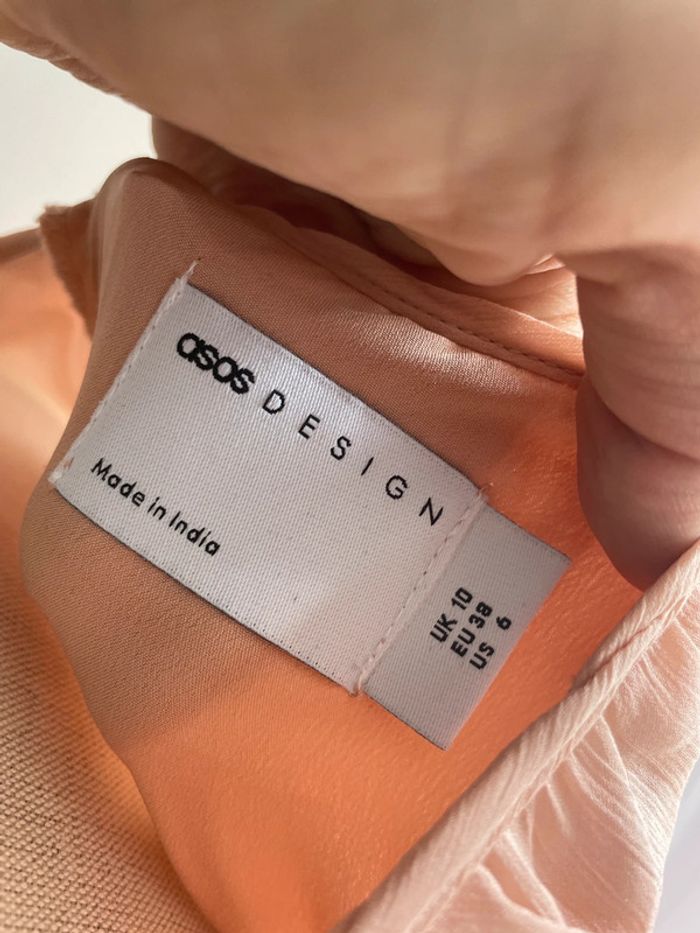 asos DESIGN
Made in India
UK 10
EU 38
US 6